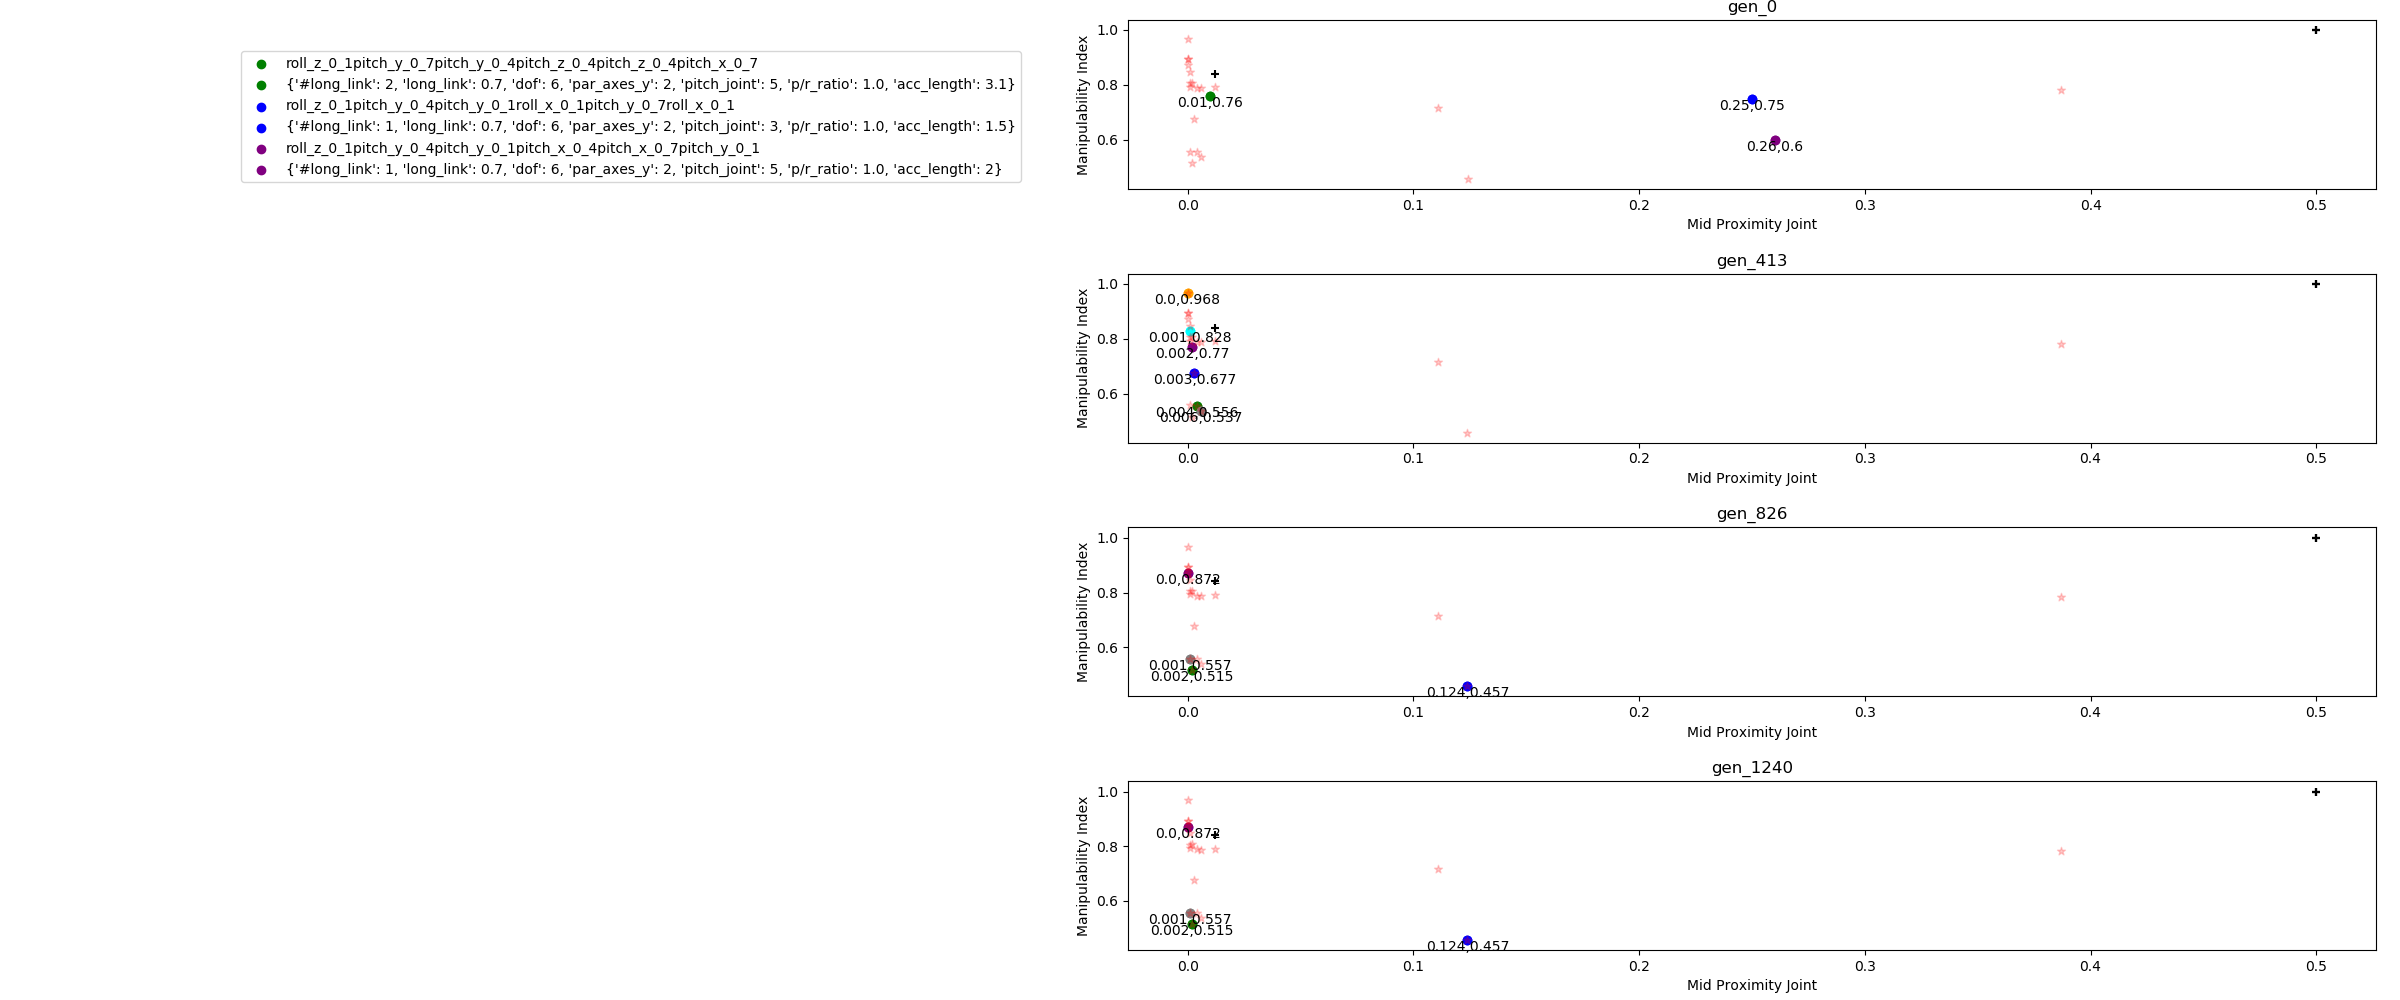 roll_z_0_1pitch_y_0_7pitch_y_0_4pitch_z_0_4pitch_z_0_4pitch_x_0_7
{'#long_link': 2, 'long_link': 0.7, 'dof': 6, 'par_axes_y': 2, 'pitch_joint': 5, 'p/r_ratio': 1.0, 'acc_length': 3.1}
roll_z_0_1pitch_y_0_4pitch_y_0_1roll_x_0_1pitch_y_0_7roll_x_0_1
{'#long_link': 1, 'long_link': 0.7, 'dof': 6, 'par_axes_y': 2, 'pitch_joint': 3, 'p/r_ratio': 1.0, 'acc_length': 1.5}
roll_z_0_1pitch_y_0_4pitch_y_0_1pitch_x_0_4pitch_x_0_7pitch_y_0_1
{'#long_link': 1, 'long_link': 0.7, 'dof': 6, 'par_axes_y': 2, 'pitch_joint': 5, 'p/r_ratio': 1.0, 'acc_length': 2}
gen_0
Manipulability Index
1.0
0.8
0.6
0.01,0.76
0.25,0.75
0.26,0.6
0.0 0.1 0.2 0.3 0.4 0.5
Mid Proximity Joint
gen_413
Manipulability Index
1.0
0.8
0.6
0.0,0.968
0.001,0.828
0.002,0.77
0.003,0.677
0.004,0.556
0.006,0.537
0.0 0.1 0.2 0.3 0.4 0.5
Mid Proximity Joint
gen_826
Manipulability Index
1.0
0.8
0.6
0.0,0.872
0.001,0.557
0.002,0.515
0.124,0.457
0.0 0.1 0.2 0.3 0.4 0.5
Mid Proximity Joint
gen_1240
Manipulability Index
1.0
0.8
0.6
0.0,0.872
0.001,0.557
0.002,0.515
0.124,0.457
0.0 0.1 0.2 0.3 0.4 0.5
Mid Proximity Joint